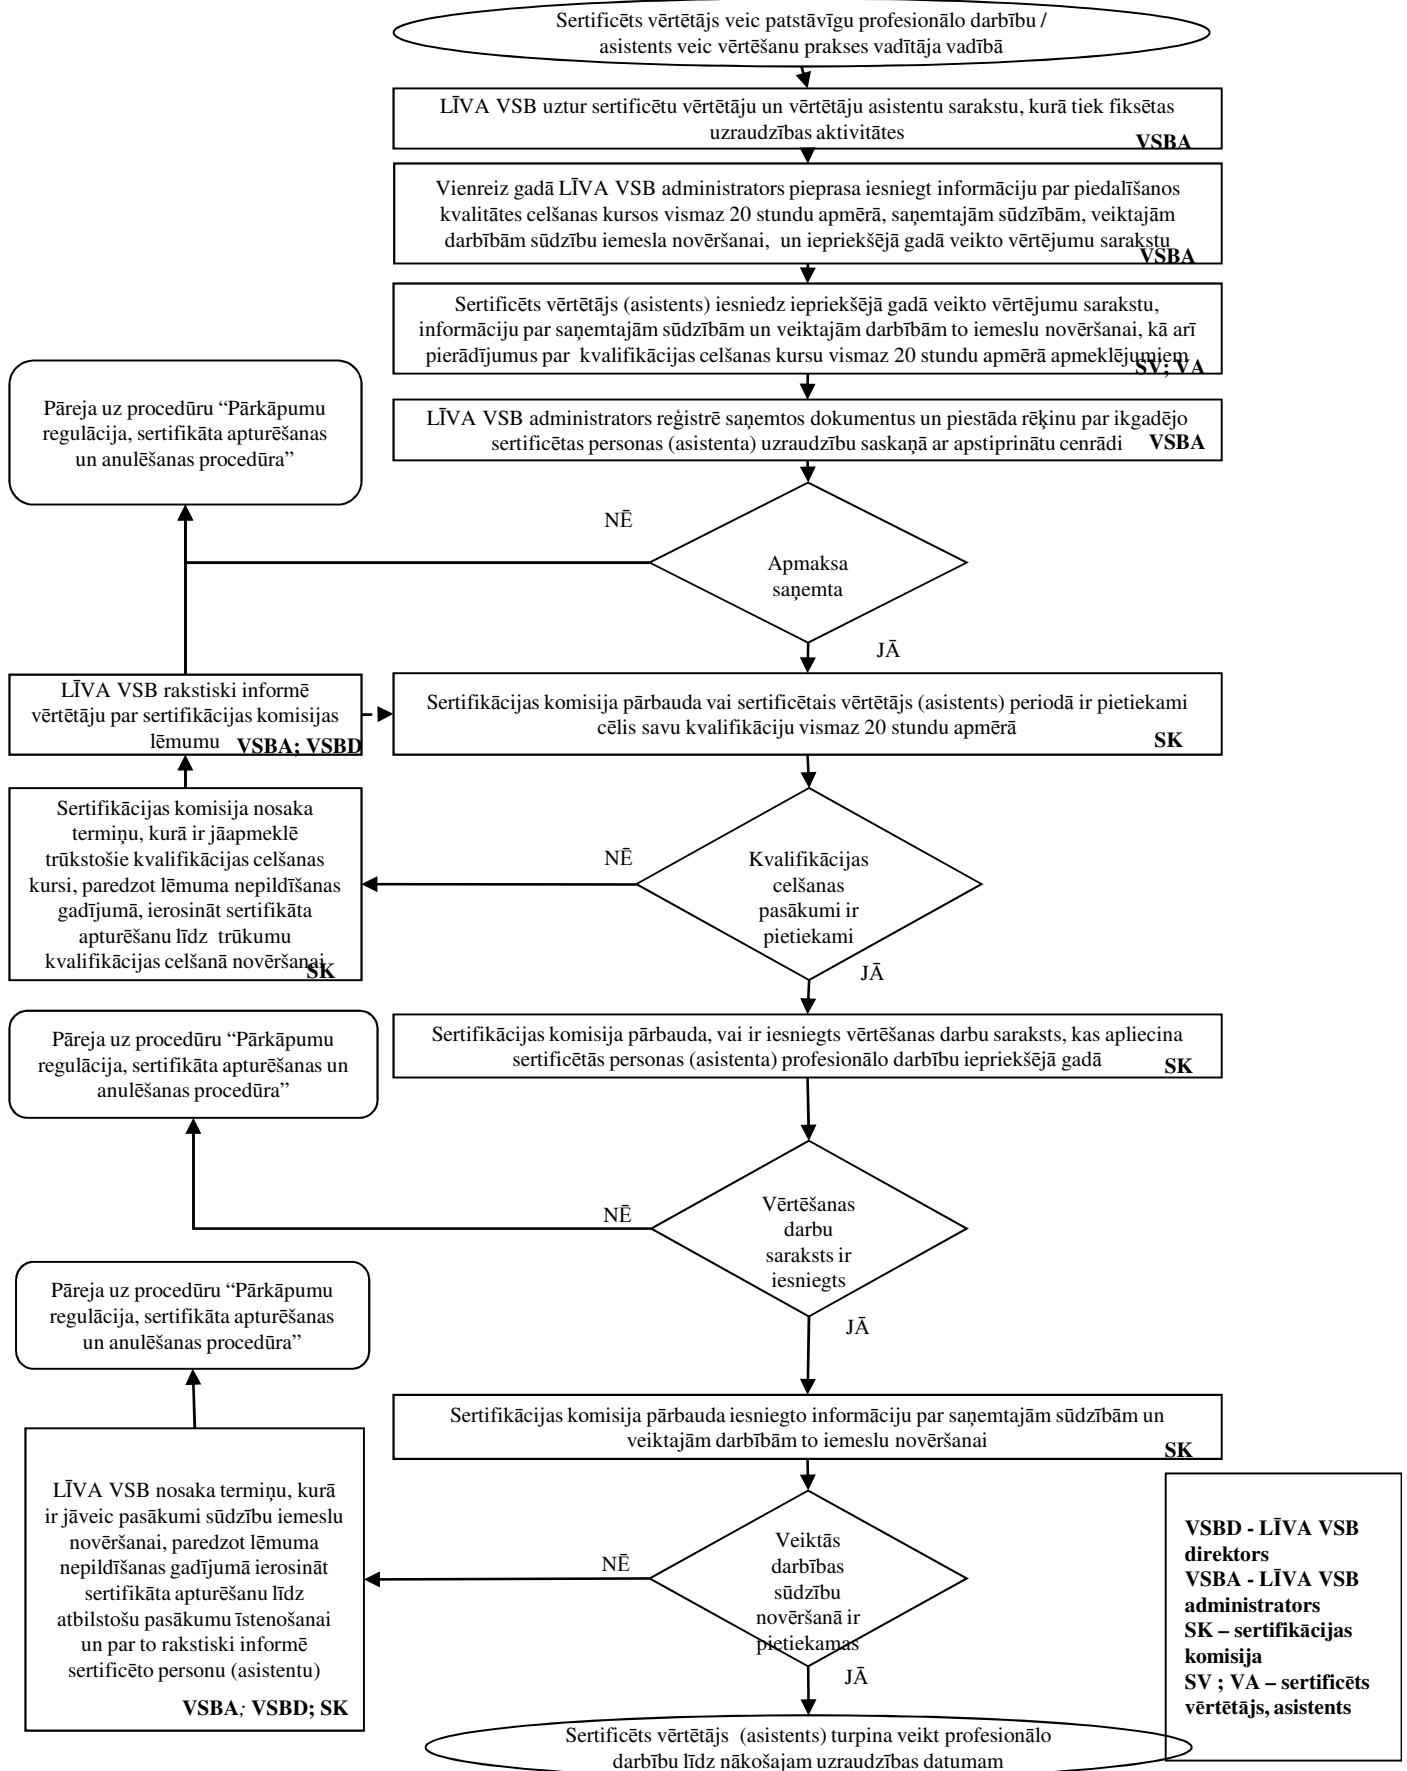 Sertificēts vērtētājs veic patstāvīgu profesionālo darbību /
asistents veic vērtēšanu prakses vadītāja vadībā
LĪVA VSB uztur sertificētu vērtētāju un vērtētāju asistentu sarakstu, kurā tiek fiksētas
uzraudzības aktivitātes
VSBA
Vienreiz gadā LĪVA VSB administrators pieprasa iesniegt informāciju par piedalīšanos
kvalitātes celšanas kursos vismaz 20 stundu apmērā, saņemtajām sūdzībām, veiktajām
darbībām sūdzību iemesla novēršanai, un iepriekšējā gadā veikto vērtējumu sarakstu
VSBA
Sertificēts vērtētājs (asistents) iesniedz iepriekšējā gadā veikto vērtējumu sarakstu,
informāciju par saņemtajām sūdzībām un veiktajām darbībām to iemeslu novēršanai, kā arī
pierādījumus par kvalifikācijas celšanas kursu vismaz 20 stundu apmērā apmeklējumiem
SV; VA
Pāreja uz procedūru “Pārkāpumu
regulācija, sertifikāta apturēšanas
un anulēšanas procedūra”
LĪVA VSB administrators reģistrē saņemtos dokumentus un piestāda rēķinu par ikgadējo
sertificētas personas (asistenta) uzraudzību saskaņā ar apstiprinātu cenrādi
VSBA
NĒ
Apmaksa
saņemta
JĀ
LĪVA VSB rakstiski informē
vērtētāju par sertifikācijas komisijas
lēmumu
VSBA; VSBD
Sertifikācijas komisija pārbauda vai sertificētais vērtētājs (asistents) periodā ir pietiekami
cēlis savu kvalifikāciju vismaz 20 stundu apmērā
SK
Sertifikācijas komisija nosaka
termiņu, kurā ir jāapmeklē
trūkstošie kvalifikācijas celšanas
kursi, paredzot lēmuma nepildīšanas
gadījumā, ierosināt sertifikāta
apturēšanu līdz trūkumu
kvalifikācijas celšanā novēršanai
SK
NĒ
Kvalifikācijas
celšanas
pasākumi ir
pietiekami
JĀ
Pāreja uz procedūru “Pārkāpumu
regulācija, sertifikāta apturēšanas un
anulēšanas procedūra”
Sertifikācijas komisija pārbauda, vai ir iesniegts vērtēšanas darbu saraksts, kas apliecina
sertificētās personas (asistenta) profesionālo darbību iepriekšējā gadā
SK
NĒ
Vērtēšanas
darbu
saraksts ir
iesniegts
JĀ
Pāreja uz procedūru “Pārkāpumu
regulācija, sertifikāta apturēšanas
un anulēšanas procedūra”
Sertifikācijas komisija pārbauda iesniegto informāciju par saņemtajām sūdzībām un
veiktajām darbībām to iemeslu novēršanai
SK
LĪVA VSB nosaka termiņu, kurā
ir jāveic pasākumi sūdzību iemeslu
novēršanai, paredzot lēmuma
nepildīšanas gadījumā ierosināt
sertifikāta apturēšanu līdz
atbilstošu pasākumu īstenošanai
un par to rakstiski informē
sertificēto personu (asistentu)
VSBA; VSBD; SK
NĒ
Veiktās
darbības
sūdzību
novēršanā ir
pietiekamas
JĀ
VSBD - LĪVA VSB
direktors
VSBA - LĪVA VSB
administrators
SK – sertifikācijas
komisija
SV ; VA – sertificēts
vērtētājs, asistents
Sertificēts vērtētājs (asistents) turpina veikt profesionālo
darbību līdz nākošajam uzraudzības datumam